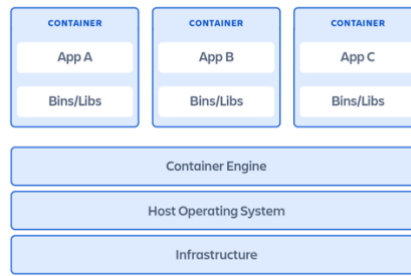 CONTAINER CONTAINER CONTAINER
App A App B App C
Bins/Libs Bins/Libs Bins/Libs
Container Engine
Host Operating System
Infrastructure